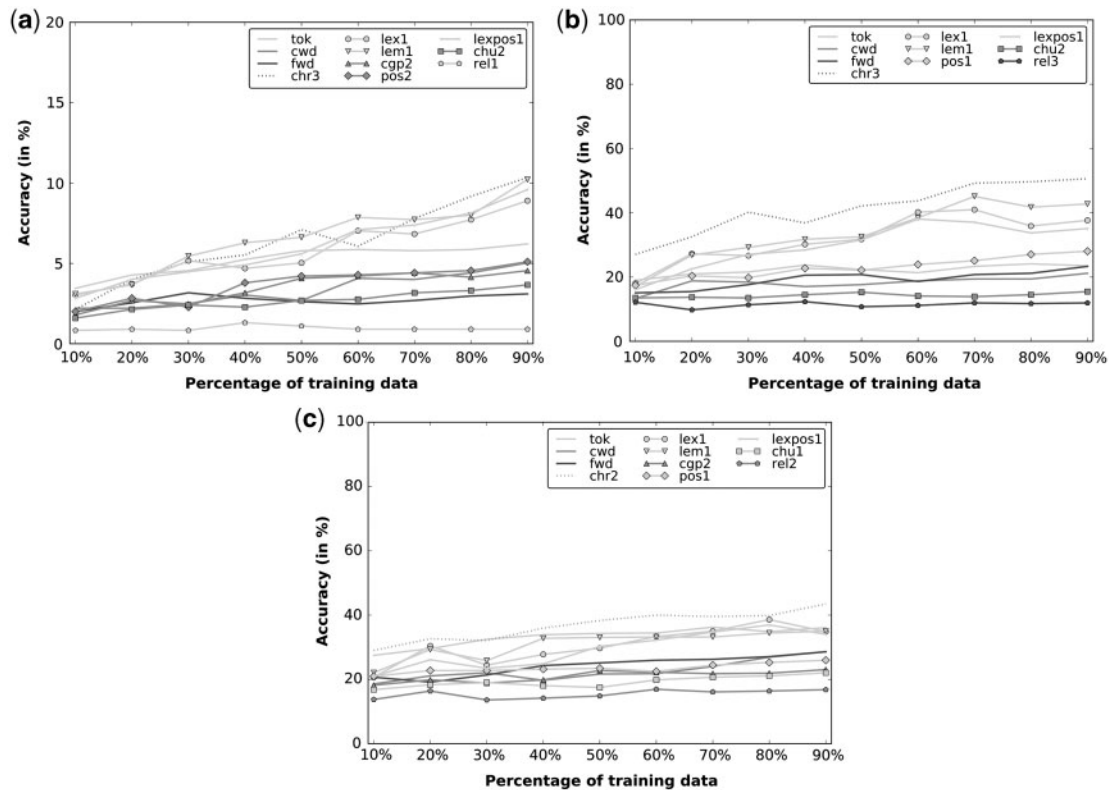 (a)
20
15
10
5
0
Accuracy (in %)
tok
cwd
fwd
chr3
lex1
lem1
cgp2
pos2
lexpos1
chu2
rel1
10% 20% 30% 40% 50% 60% 70% 80% 90%
Percentage of training data
(b)
100
80
60
40
20
0
Accuracy (in %)
tok
cwd
fwd
chr3
lex1
lem1
pos1
lexpos1
chu2
rel3
10% 20% 30% 40% 50% 60% 70% 80% 90%
Percentage of training data
(c)
100
80
60
40
20
0
Accuracy (in %)
tok
cwd
fwd
chr2
lex1
lem1
cgp2
pos1
lexpos1
chu1
rel2
10% 20% 30% 40% 50% 60% 70% 80% 90%
Percentage of training data